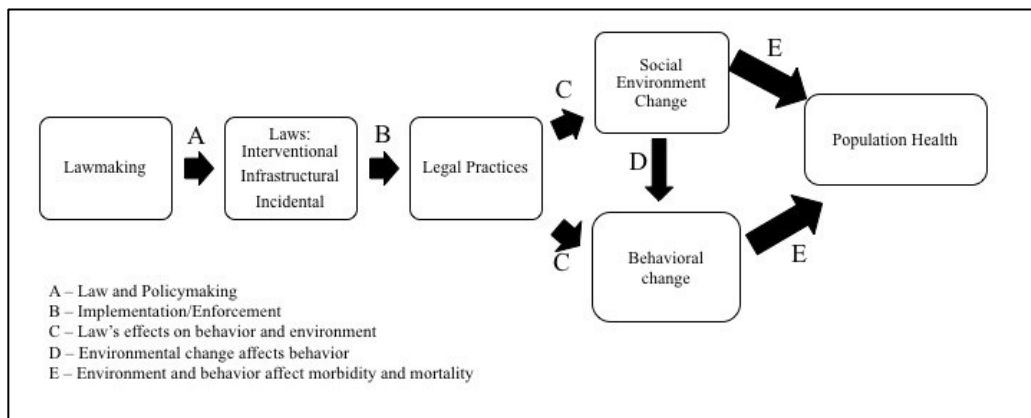 Lawmaking
A
Laws:
Interventional
Infrastructural
Incidental
B
Legal Practices
C
Social
Environment
Change
E
D
C
Behavioral
change
E
Population Health
A – Law and Policymaking
B – Implementation/Enforcement
C – Law's effects on behavior and environment
D – Environmental change affects behavior
E – Environment and behavior affect morbidity and mortality